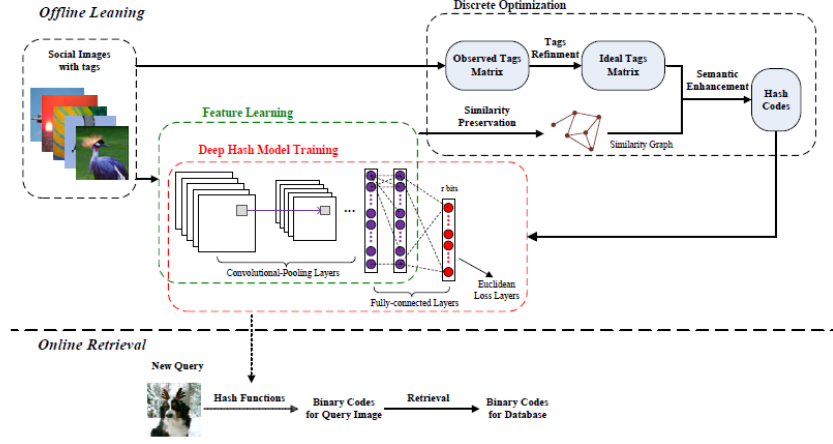 Offline Leaning
Discrete Optimization
Social Images
with tags
Observed Tags
Matrix
Tags
Refinment
Ideal Tags
Matrix
Semantic
Enhancement
Hash
Codes
Feature Learning
Similarity
Preservation
Similarity Graph
Deep Hash Model Training
r bits
...
Convolutional-Pooling Layers
Fully-connected Layers
Euclidean
Loss Layers
Online Retrieval
New Query
Hash Functions
Binary Codes
for Query Image
Retrieval
Binary Codes
for Database